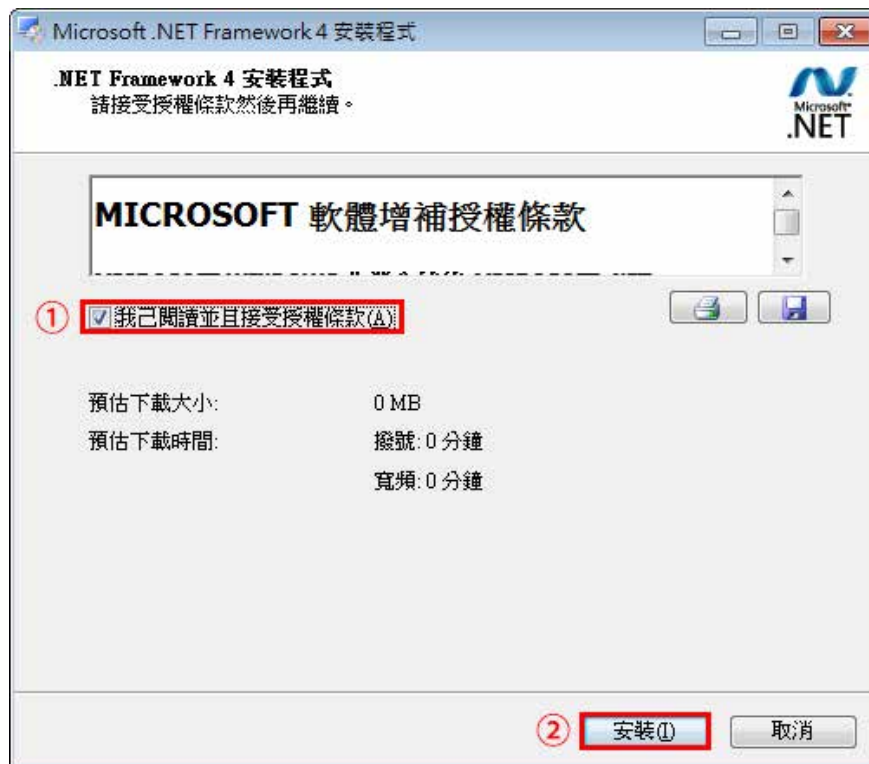 Microsoft .NET Framework 4 安裝程式
.NET Framework 4 安裝程式
請接受授權條款然後再繼續。
Microsoft
.NET
MICROSOFT 軟體增補授權條款
① 我已閱讀並且接受授權條款(A)
預估下載大小: 0 MB
預估下載時間: 撥號: 0 分鐘
寬頻: 0 分鐘
② 安裝(I) 取消